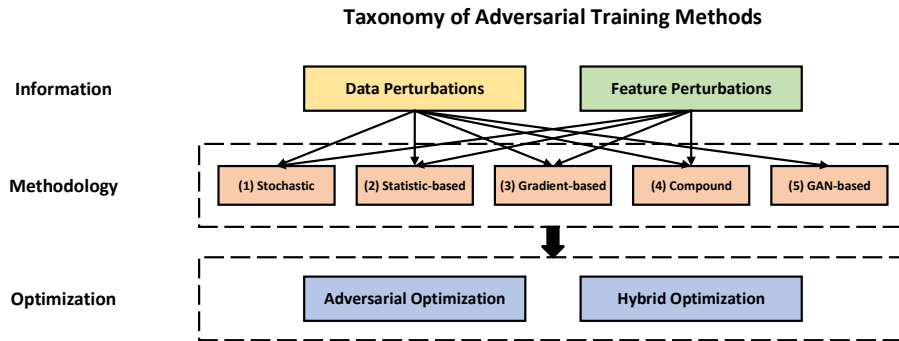 Taxonomy of Adversarial Training Methods
Information
Data Perturbations
Feature Perturbations
Methodology
(1) Stochastic
(2) Statistic-based
(3) Gradient-based
(4) Compound
(5) GAN-based
Optimization
Adversarial Optimization
Hybrid Optimization